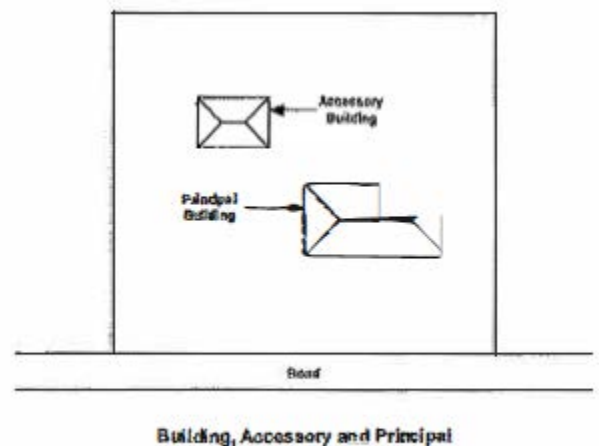 Accessory
Building
Principal
Building
Road
Building, Accessory and Principal